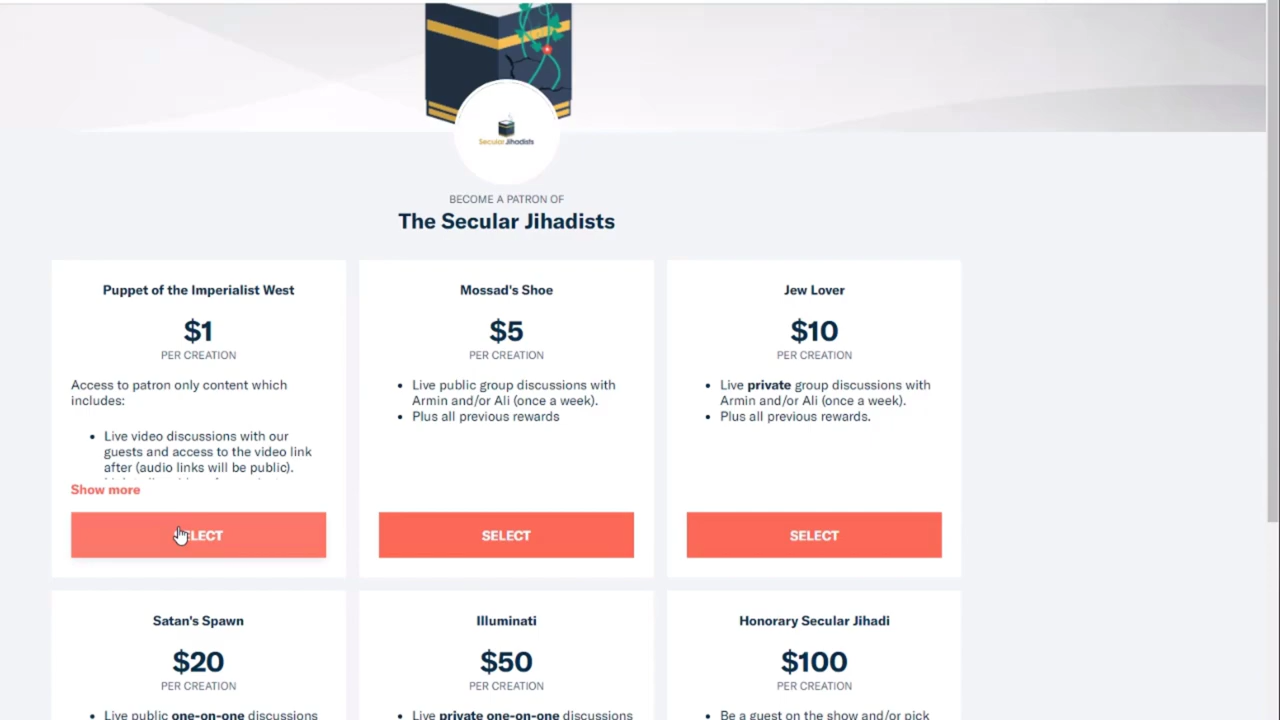 Secular Jihadists
BECOME A PATRON OF
The Secular Jihadists
Puppet of the Imperialist West
$1
PER CREATION
Access to patron only content which
includes:
Live video discussions with our
guests and access to the video link
after (audio links will be public).
Show more
SELECT
Mossad's Shoe
$5
PER CREATION
Live public group discussions with
Armin and/or Ali (once a week).
Plus all previous rewards
SELECT
Jew Lover
$10
PER CREATION
Live private group discussions with
Armin and/or Ali (once a week).
Plus all previous rewards.
SELECT
Satan's Spawn
$20
PER CREATION
Live public one-on-one discussions
Illuminati
$50
PER CREATION
Live private one-on-one discussions
Honorary Secular Jihadi
$100
PER CREATION
Be a guest on the show and/or pick